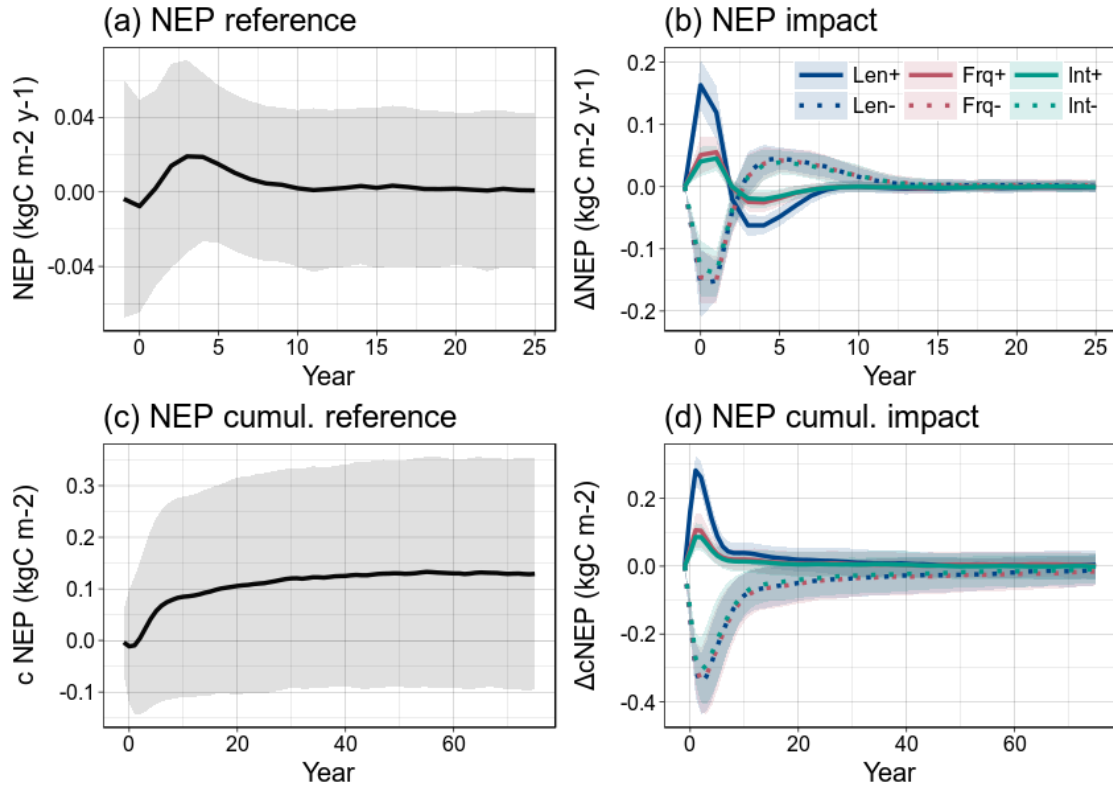 (a) NEP reference
NEP (kgC m-2 y-1)
0.04
0.00
-0.04
0 5 10 15 20 25
Year
(b) NEP impact
ΔNEP (kgC m-2 y-1)
0.2
0.1
0.0
-0.1
-0.2
Len+ Frq+ Int+
Len- Frq- Int-
0 5 10 15 20 25
Year
(c) NEP cumul. reference
c NEP (kgC m-2)
0.3
0.2
0.1
0.0
-0.1
0 20 40 60
Year
(d) NEP cumul. impact
ΔcNEP (kgC m-2)
0.2
0.0
-0.2
-0.4
0 20 40 60
Year